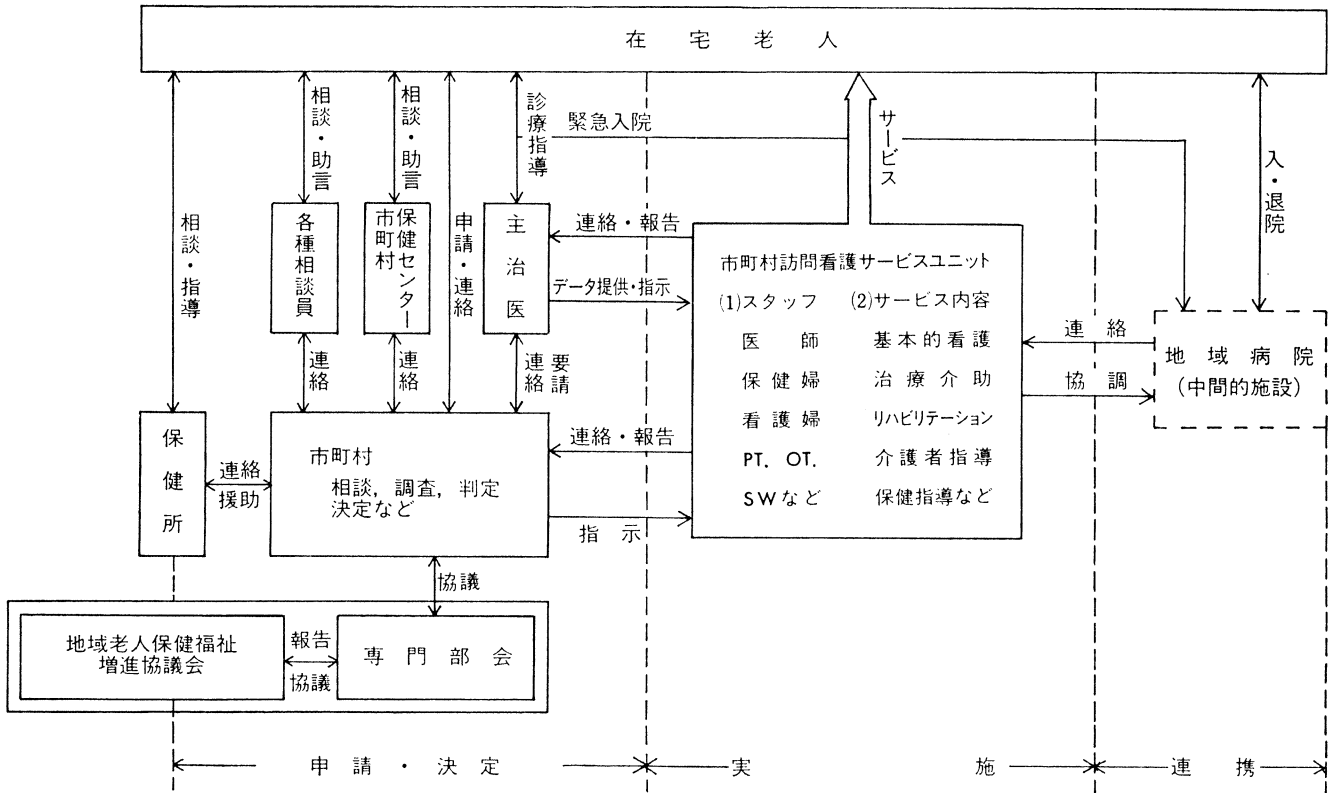 在宅老人
相談・指導
相談・助言
相談・助言
申請・連絡
診療指導
緊急入院
サービス
入・退院
各種相談員
市町村
保健センター
主治医
連絡・報告
データ提供・指示
連絡
連絡
連絡
要請
市町村訪問看護サービスユニット
(1)スタッフ (2)サービス内容
医師 基本的看護
保健婦 治療介助
看護婦 リハビリテーション
PT. OT. 介護者指導
SWなど 保健指導など
連絡
協調
地域病院
(中間的施設)
保健所
連絡
援助
市町村
相談,調査,判定
決定など
連絡・報告
指示
協議
地域老人保健福祉
増進協議会
報告
協議
専門部会
申請・決定
実施
連携